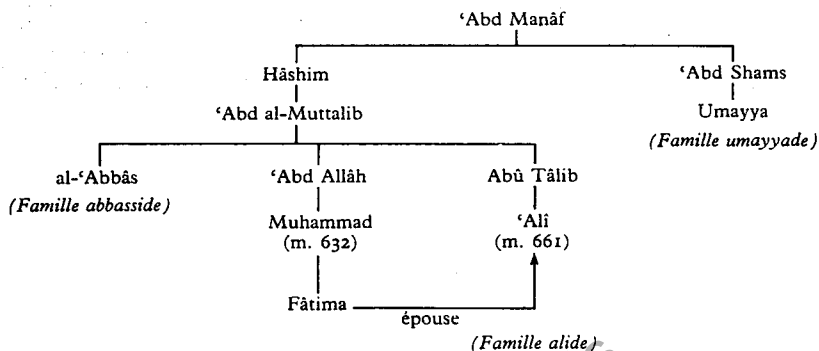 ‘Abd Manâf
Hāshim ‘Abd Shams
‘Abd al-Muttalib Umayya
(Famille umayyade)
al-‘Abbâs ‘Abd Allâh Abû Tâlib
(Famille abbasside)
Muhammad ‘Alî
(m. 632) (m. 661)
Fâtima
épouse
(Famille alide)